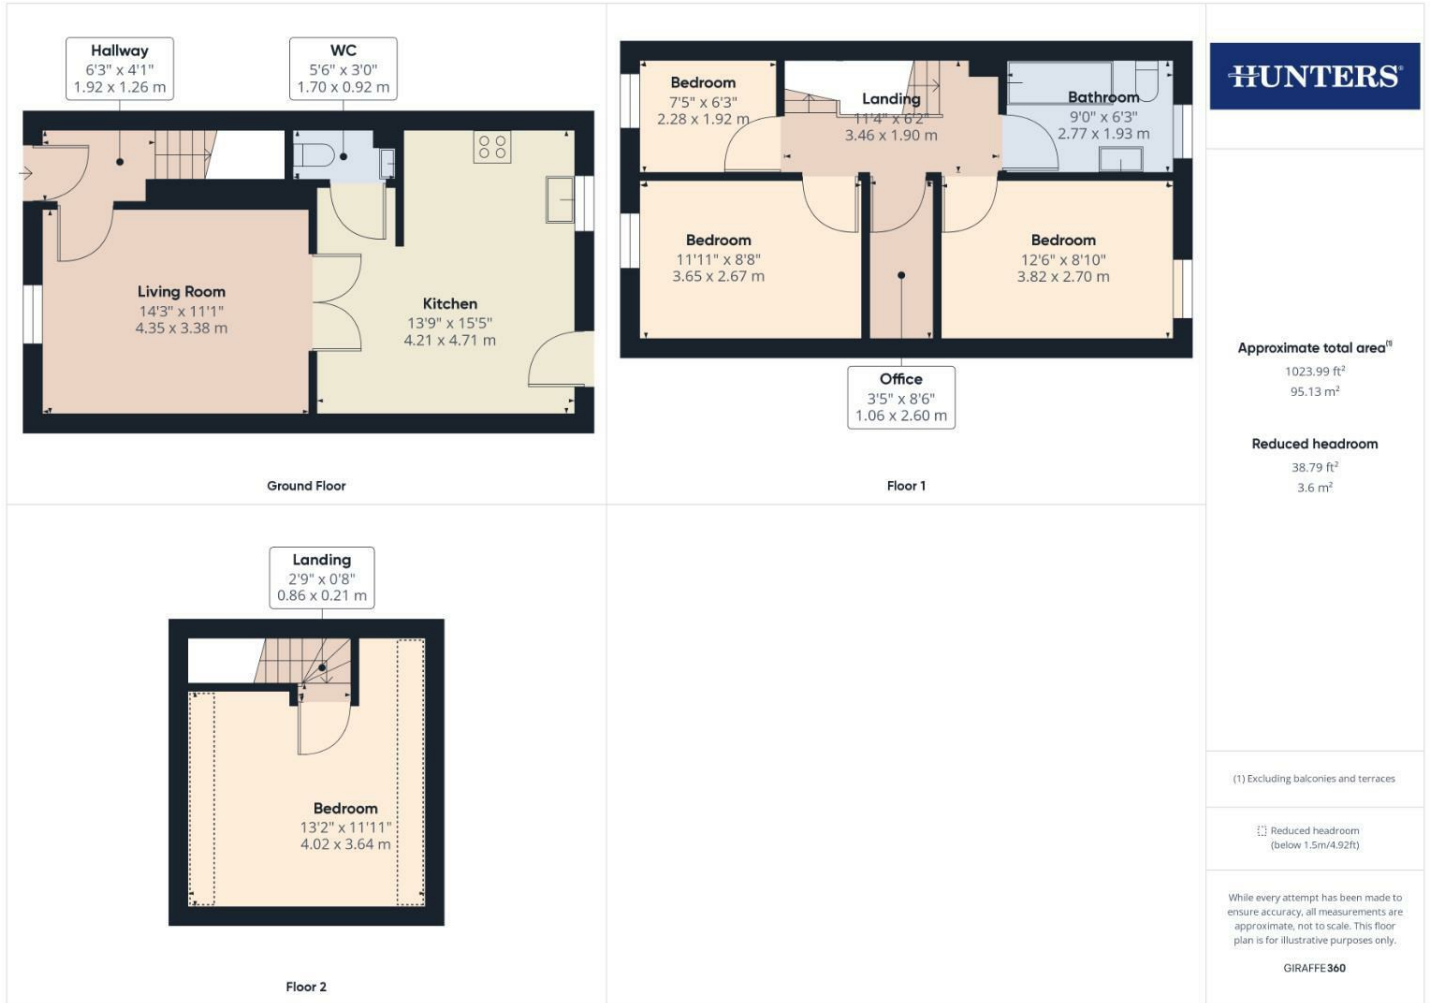 Hallway
6'3" x 4'1"
1.92 x 1.26 m
WC
5'6" x 3'0"
1.70 x 0.92 m
Living Room
14'3" x 11'1"
4.35 x 3.38 m
Kitchen
13'9" x 15'5"
4.21 x 4.71 m
Ground Floor
Bedroom
7'5" x 6'3"
2.28 x 1.92 m
Landing
11'4" x 6'2"
3.46 x 1.90 m
Bathroom
9'0" x 6'3"
2.77 x 1.93 m
Bedroom
11'11" x 8'8"
3.65 x 2.67 m
Bedroom
12'6" x 8'10"
3.82 x 2.70 m
Office
3'5" x 8'6"
1.06 x 2.60 m
Floor 1
Landing
2'9" x 0'8"
0.86 x 0.21 m
Bedroom
13'2" x 11'11"
4.02 x 3.64 m
Floor 2
HUNTERS®
Approximate total area⁽¹⁾
1023.99 ft²
95.13 m²
Reduced headroom
38.79 ft²
3.6 m²
(1) Excluding balconies and terraces
Reduced headroom
(below 1.5m/4.92ft)
While every attempt has been made to
ensure accuracy, all measurements are
approximate, not to scale. This floor
plan is for illustrative purposes only.
GIRAFFE360